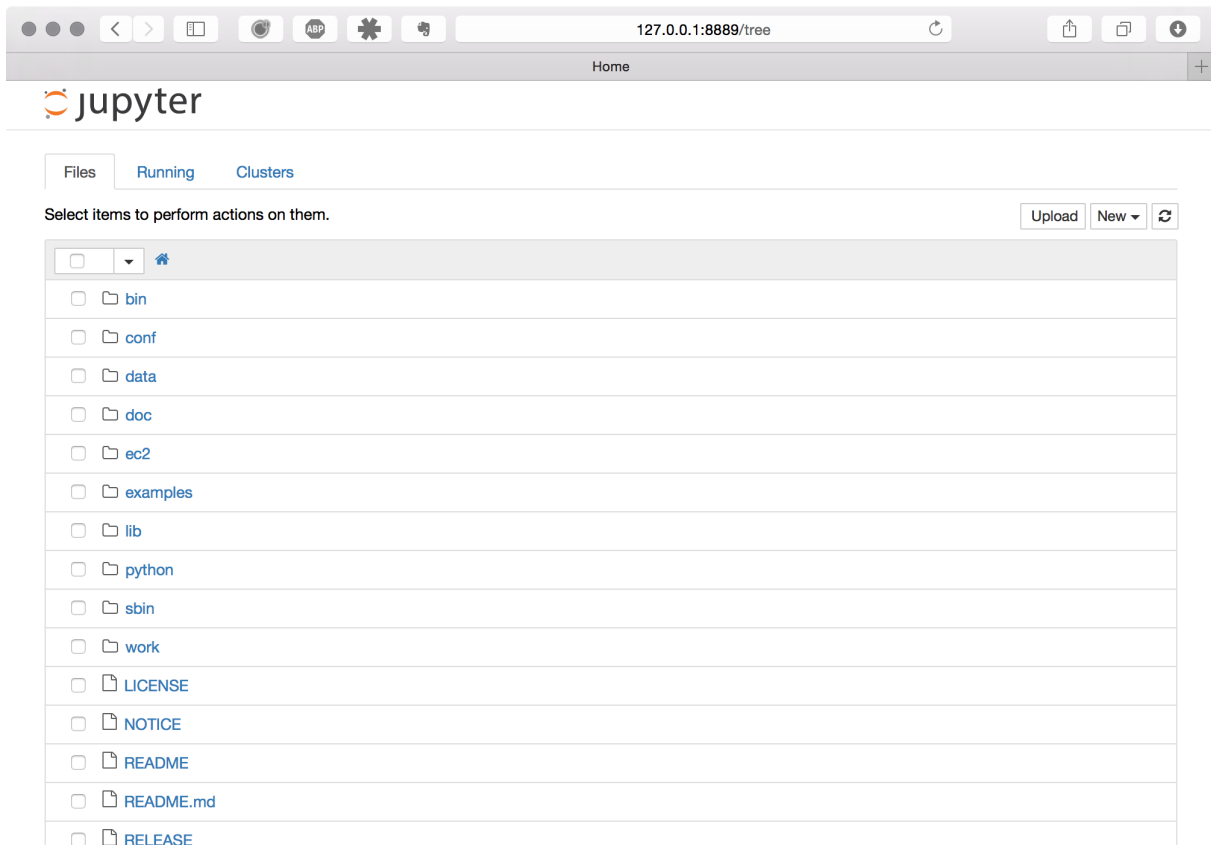 ABP
127.0.0.1:8889/tree
Home
jupyter
Files Running Clusters
Select items to perform actions on them.
Upload New
bin
conf
data
doc
ec2
examples
lib
python
sbin
work
LICENSE
NOTICE
README
README.md
RELEASE